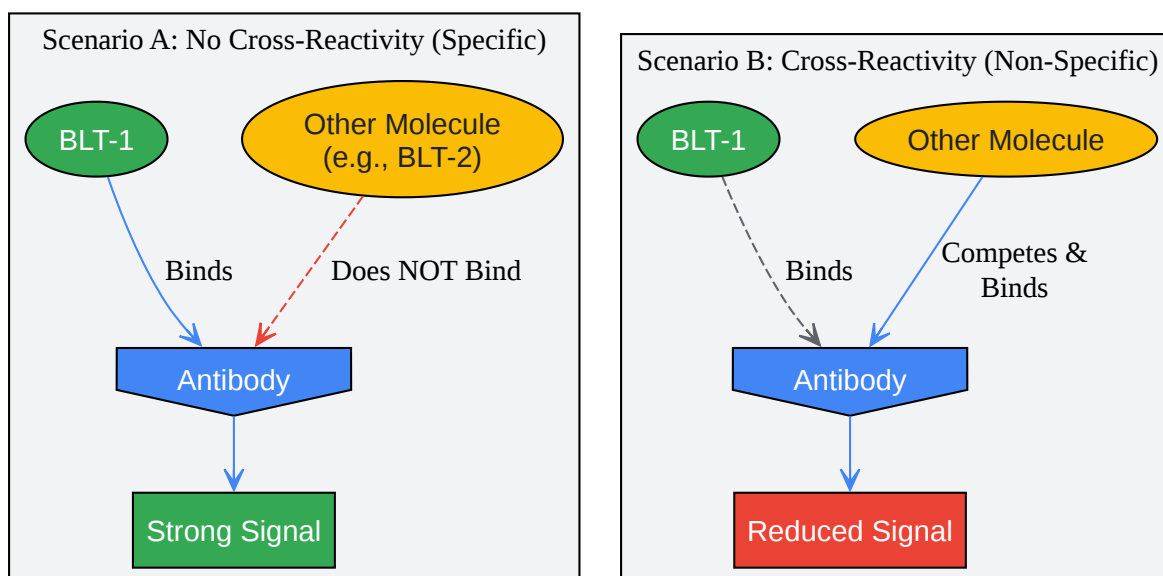 Scenario A: No Cross-Reactivity (Specific)
BLT-1
Other Molecule
(e.g., BLT-2)
Binds
Does NOT Bind
Antibody
Strong Signal
Scenario B: Cross-Reactivity (Non-Specific)
BLT-1
Other Molecule
Binds
Competes &
Binds
Antibody
Reduced Signal